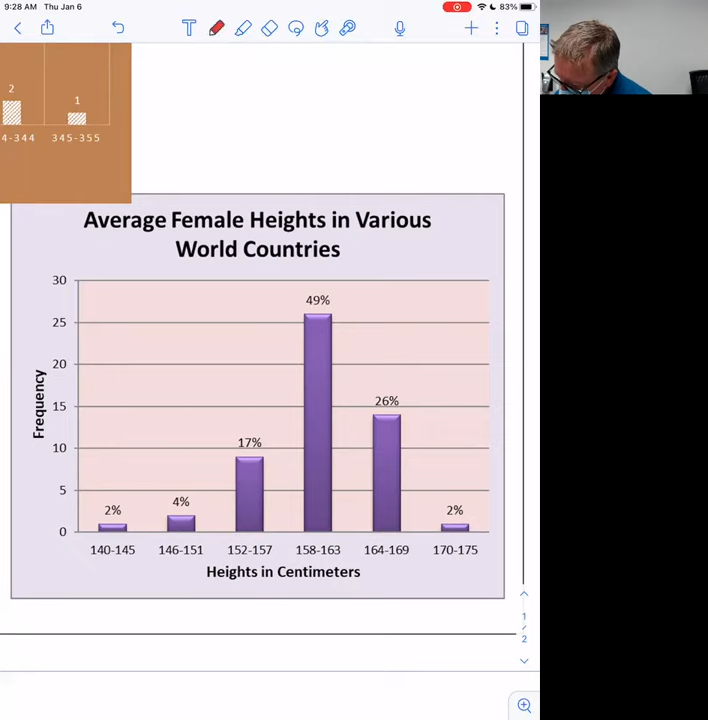 9:28 AM Thu Jan 6
83%
T
2
1
4-344 345-355
Average Female Heights in Various
World Countries
30
25
20
15
10
5
0
Frequency
2%
4%
17%
49%
26%
2%
140-145 146-151 152-157 158-163 164-169 170-175
Heights in Centimeters
1
/
2